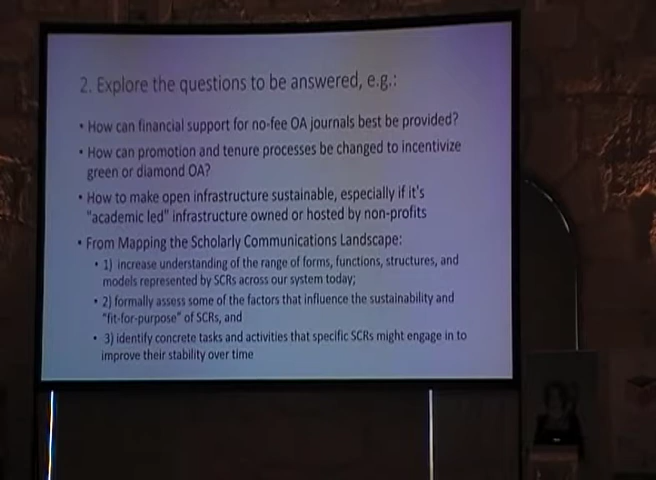 2. Explore the questions to be answered, e.g.:
• How can financial support for no-fee OA journals best be provided?
• How can promotion and tenure processes be changed to incentivize
green or diamond OA?
• How to make open infrastructure sustainable, especially if it's
"academic led" infrastructure owned or hosted by non-profits
• From Mapping the Scholarly Communications Landscape:
• 1) increase understanding of the range of forms, functions, structures, and
models represented by SCRs across our system today;
• 2) formally assess some of the factors that influence the sustainability and
"fit-for-purpose" of SCRs, and
• 3) identify concrete tasks and activities that specific SCRs might engage in to
improve their stability over time